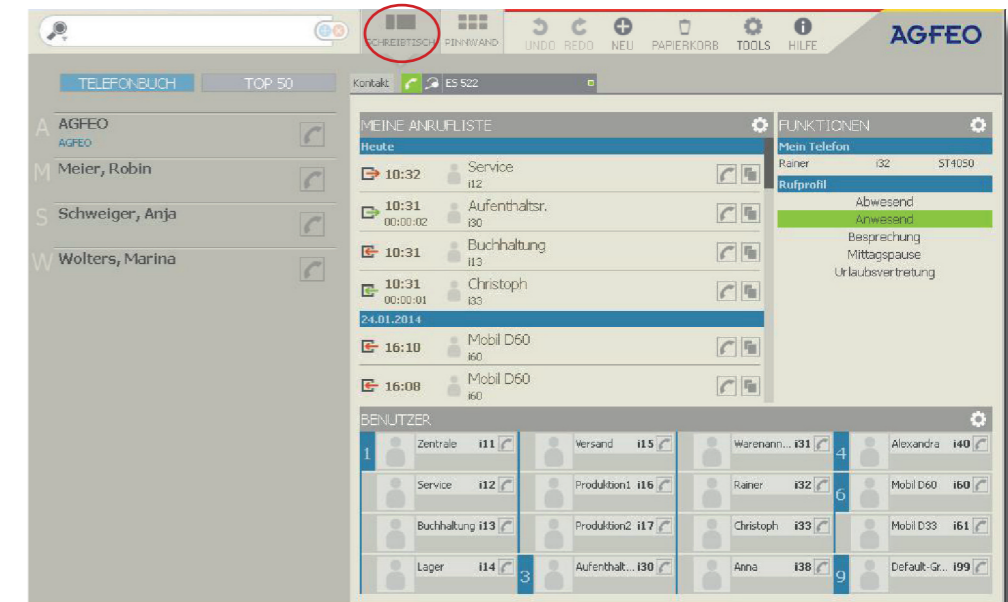 SCHREIBTISCH PINNWAND UNDO REDO NEU PAPIERKORB TOOLS HILFE AGFEO
TELEFONBUCH TOP 50
Kontakt ES 522
A AGFEO
AGFEO
M Meier, Robin
S Schweiger, Anja
W Wolters, Marina
MEINE ANRUFLISTE
Heute
10:32 Service
i12
10:31 Aufenthaltsr.
00:00:02 i30
10:31 Buchhaltung
i13
10:31 Christoph
00:00:01 i33
24.01.2014
16:10 Mobil D60
i60
16:08 Mobil D60
i60
FUNKTIONEN
Mein Telefon
Rainer i32 ST4050
Rufprofil
Abwesend
Anwesend
Besprechung
Mittagspause
Urlaubsvertretung
BENUTZER
1 Zentrale i11 Versand i15 Warenann... i31 4 Alexandra i40
Service i12 Produktion1 i16 Rainer i32 6 Mobil D60 i60
Buchhaltung i13 Produktion2 i17 Christoph i33 Mobil D33 i61
Lager i14 3 Aufenthalt... i30 Anna i38 9 Default-Gr... i99